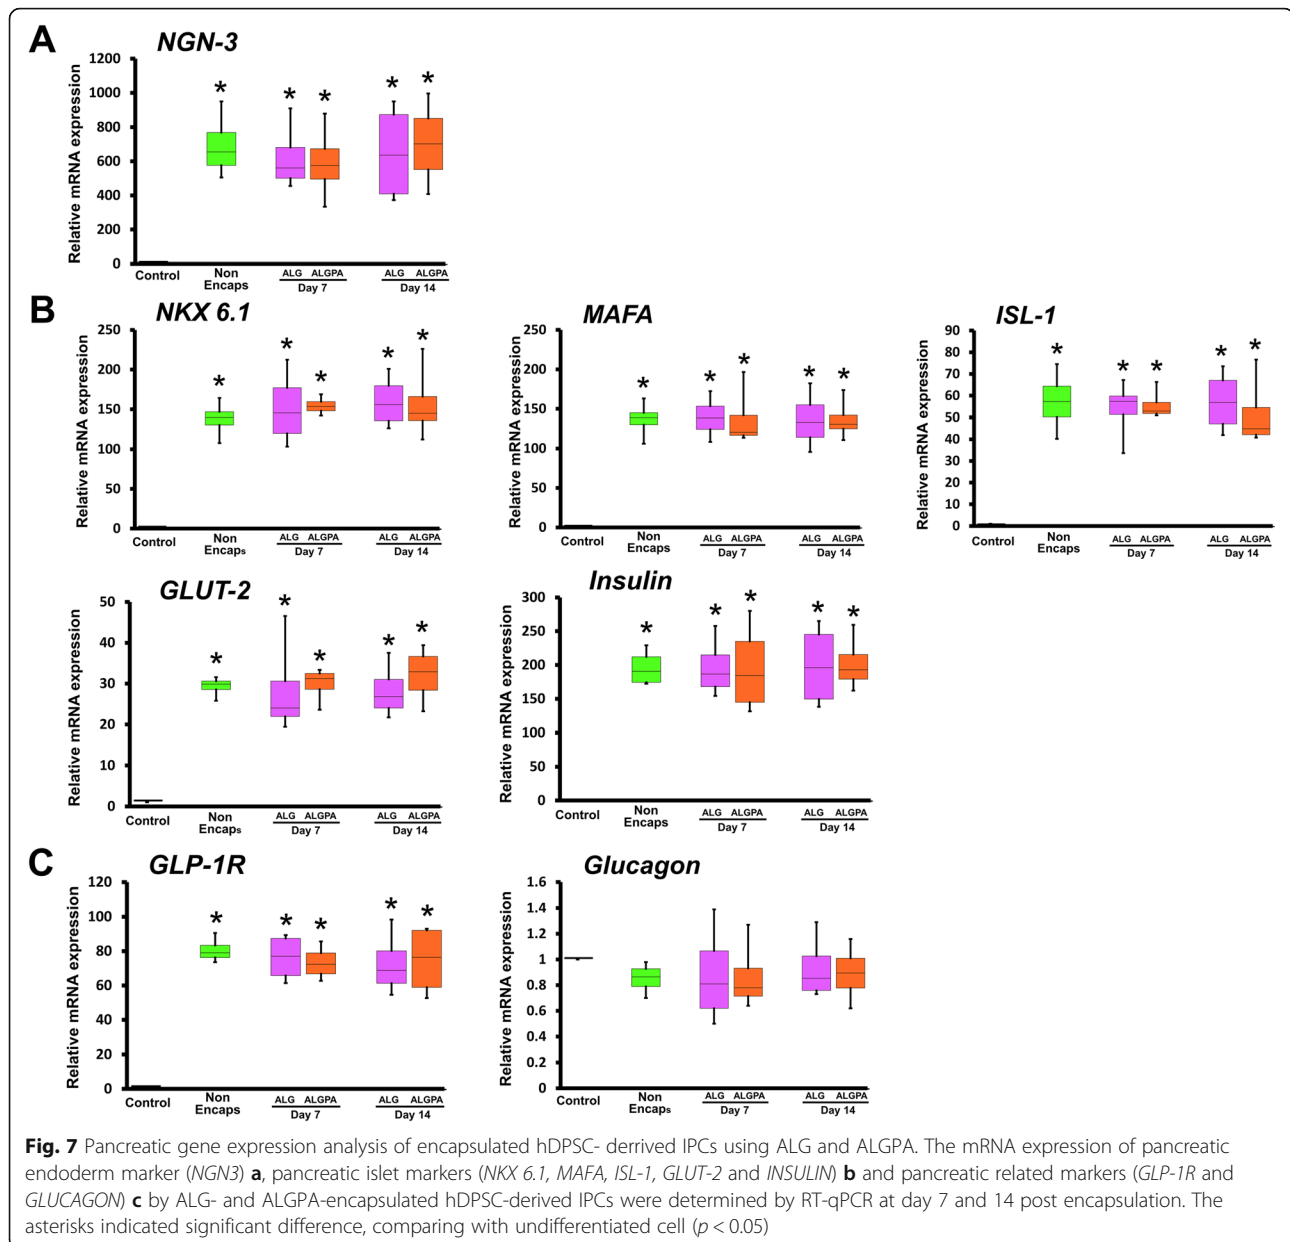 A
NGN-3
Relative mRNA expression
1200
1000
800
600
400
200
0
* * * * *
Control
Non
Encaps
ALG ALGPA
Day 7
ALG ALGPA
Day 14
B
NKX 6.1
Relative mRNA expression
250
200
150
100
50
0
* * * * *
Control
Non
Encaps
ALG ALGPA
Day 7
ALG ALGPA
Day 14
MAFA
Relative mRNA expression
250
200
150
100
50
0
* * * * *
Control
Non
Encaps
ALG ALGPA
Day 7
ALG ALGPA
Day 14
ISL-1
Relative mRNA expression
90
80
70
60
50
40
30
20
10
0
* * * * *
Control
Non
Encaps
ALG ALGPA
Day 7
ALG ALGPA
Day 14
GLUT-2
Relative mRNA expression
50
40
30
20
10
0
* * * * *
Control
Non
Encaps
ALG ALGPA
Day 7
ALG ALGPA
Day 14
Insulin
Relative mRNA expression
300
250
200
150
100
50
0
* * * * *
Control
Non
Encaps
ALG ALGPA
Day 7
ALG ALGPA
Day 14
C
GLP-1R
Relative mRNA expression
120
100
80
60
40
20
0
* * * * *
Control
Non
Encaps
ALG ALGPA
Day 7
ALG ALGPA
Day 14
Glucagon
Relative mRNA expression
1.6
1.4
1.2
1
0.8
0.6
0.4
0.2
0
Control
Non
Encaps
ALG ALGPA
Day 7
ALG ALGPA
Day 14
Fig. 7 Pancreatic gene expression analysis of encapsulated hDPSC- derrived IPCs using ALG and ALGPA. The mRNA expression of pancreatic
endoderm marker (NGN3) a, pancreatic islet markers (NKX 6.1, MAFA, ISL-1, GLUT-2 and INSULIN) b and pancreatic related markers (GLP-1R and
GLUCAGON) c by ALG- and ALGPA-encapsulated hDPSC-derived IPCs were determined by RT-qPCR at day 7 and 14 post encapsulation. The
asterisks indicated significant difference, comparing with undifferentiated cell (p < 0.05)